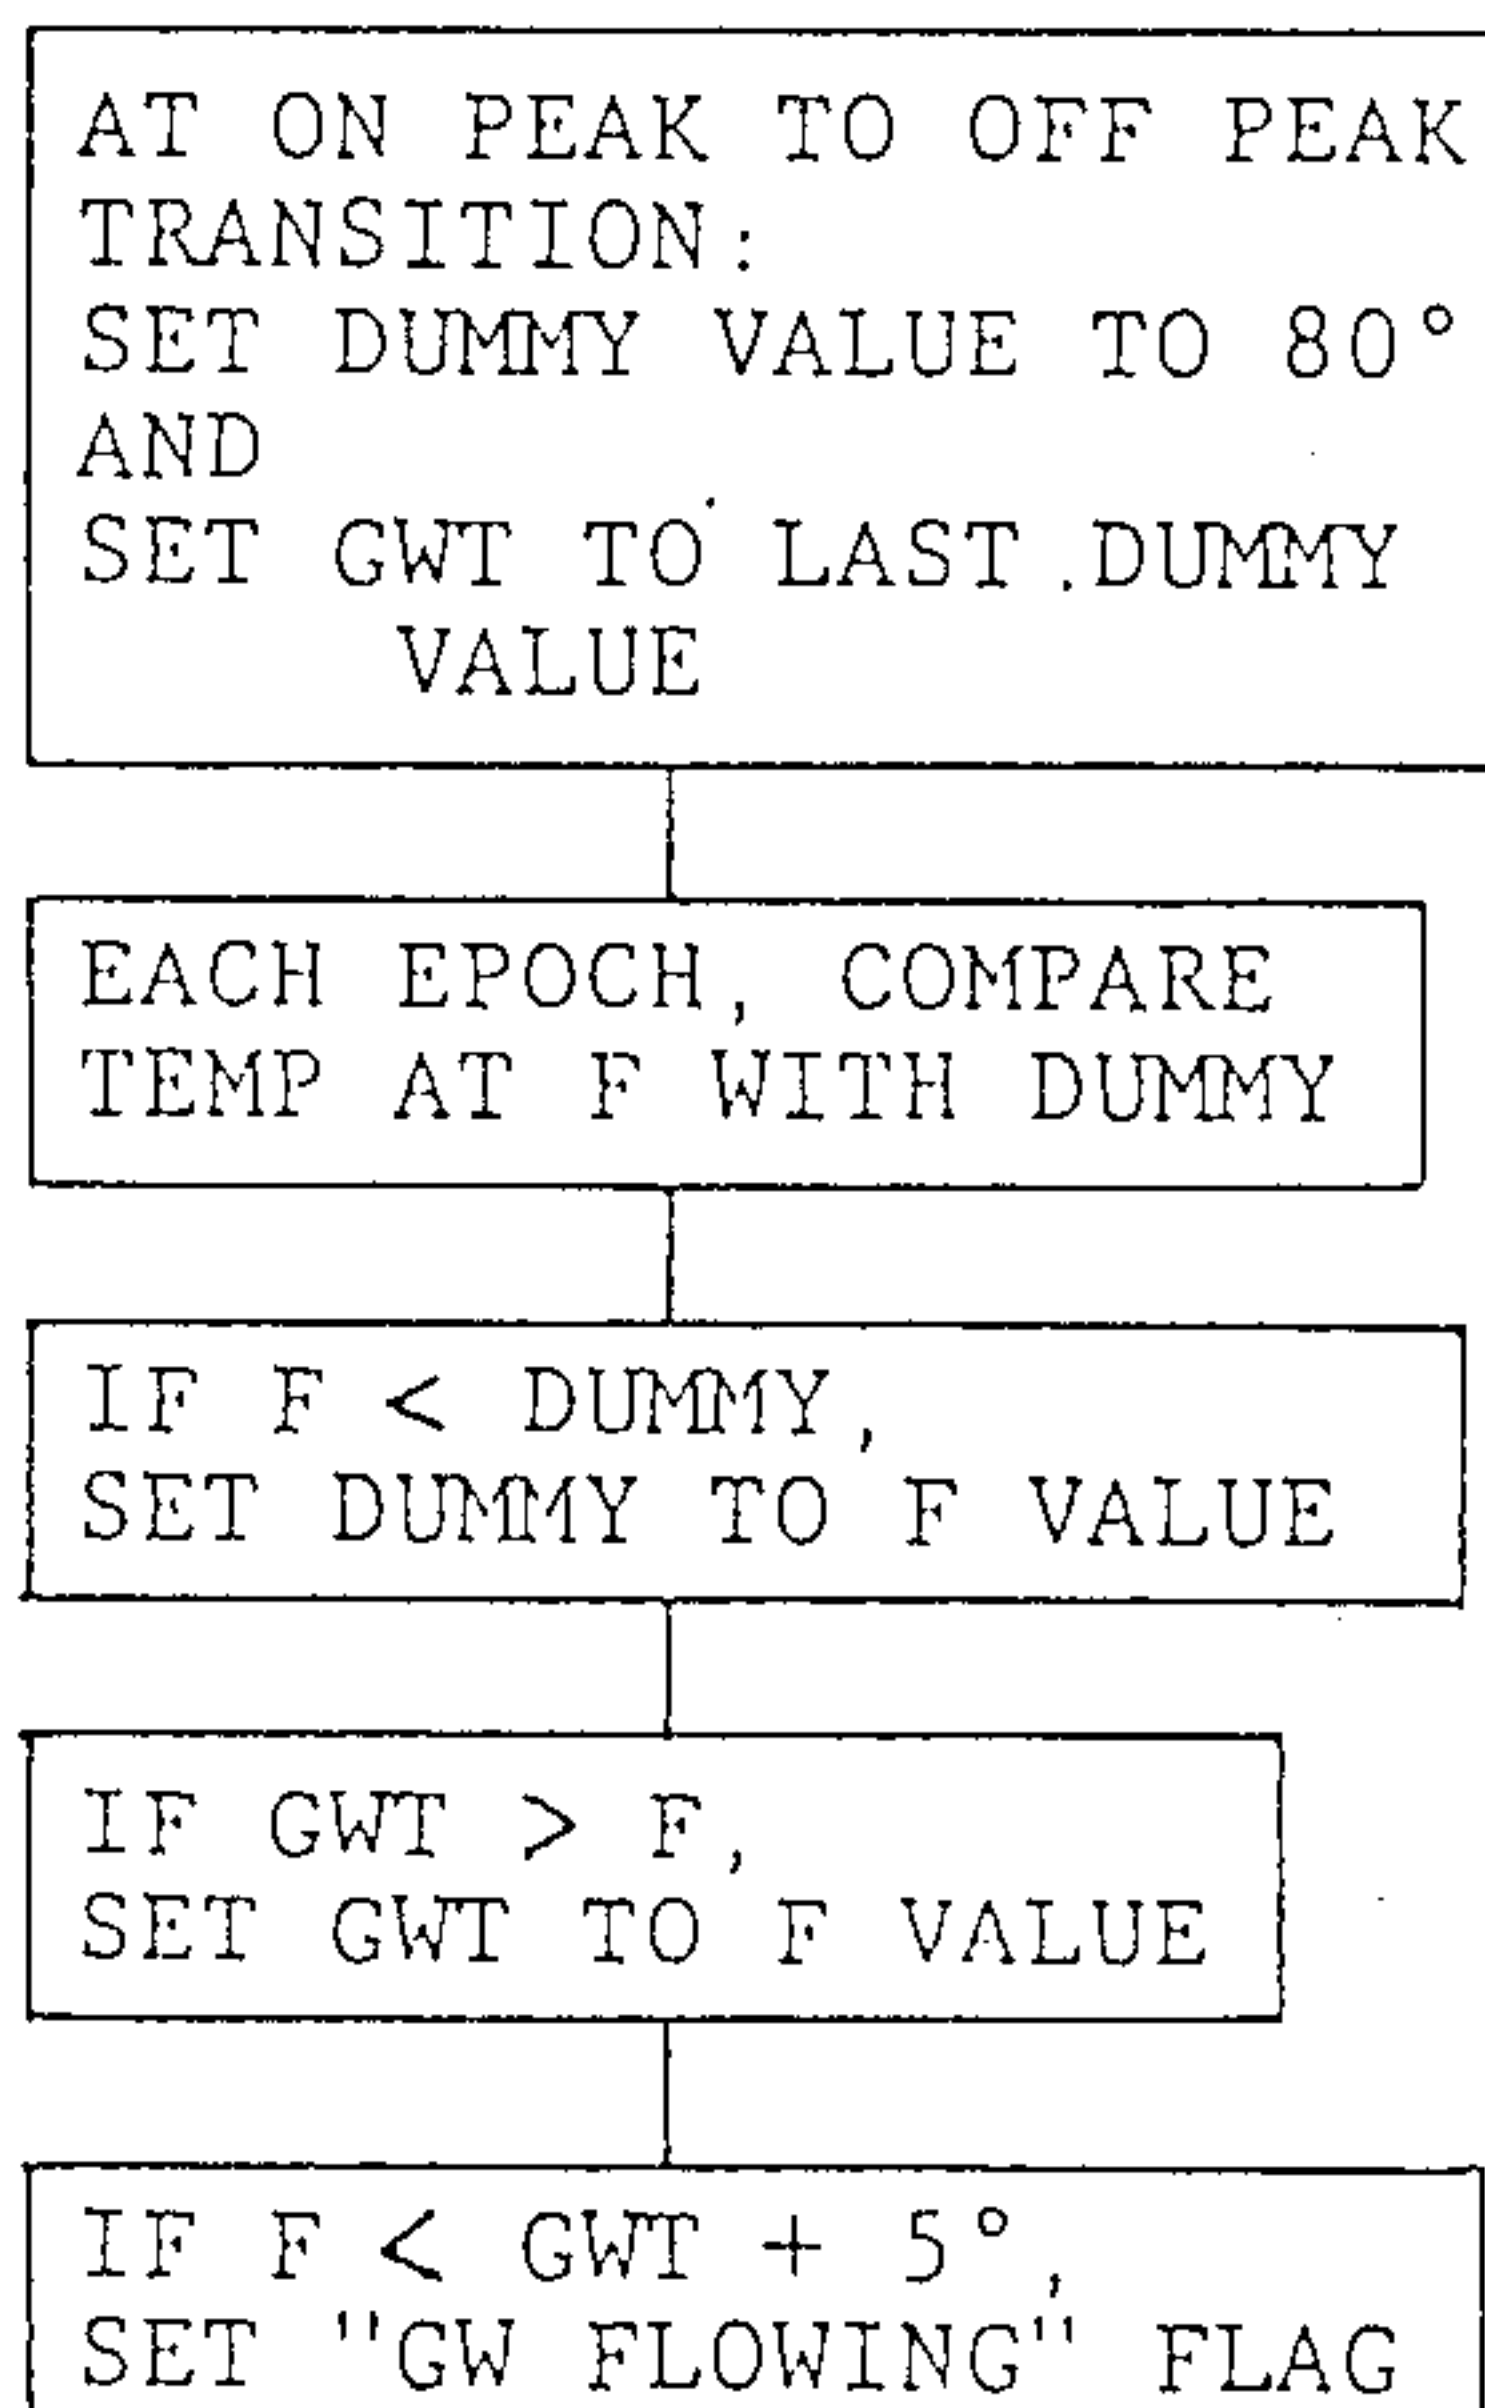 AT ON PEAK TO OFF PEAK
TRANSITION:
SET DUMMY VALUE TO 80°
AND
SET GWT TO LAST DUMMY
VALUE
EACH EPOCH, COMPARE
TEMP AT F WITH DUMMY
IF F < DUMMY,
SET DUMMY TO F VALUE
IF GWT > F,
SET GWT TO F VALUE
IF F < GWT + 5°,
SET "GW FLOWING" FLAG